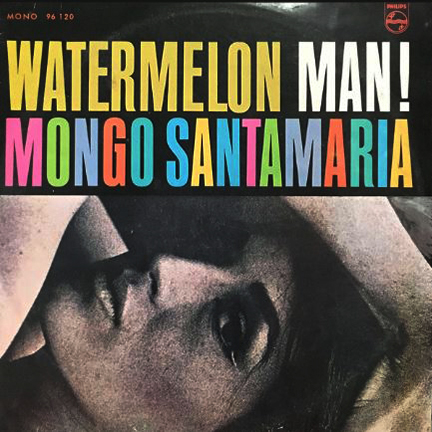 MONO 96 120
PHILIPS
WATERMELON MAN!
MONGO SANTAMARIA